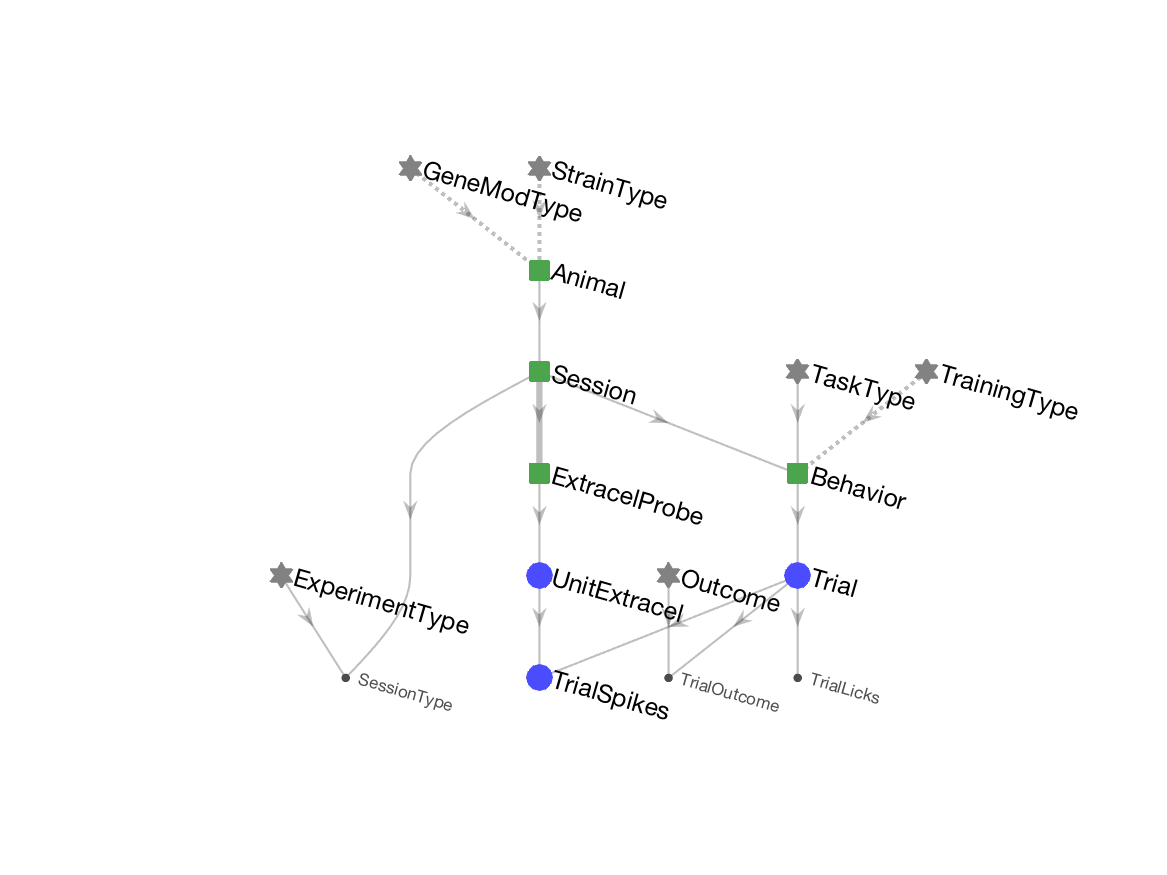 GeneModType
StrainType
Animal
Session
TaskType
TrainingType
ExtracelProbe
Behavior
ExperimentType
UnitExtracel
Outcome
Trial
SessionType
TrialSpikes
TrialOutcome
TrialLicks